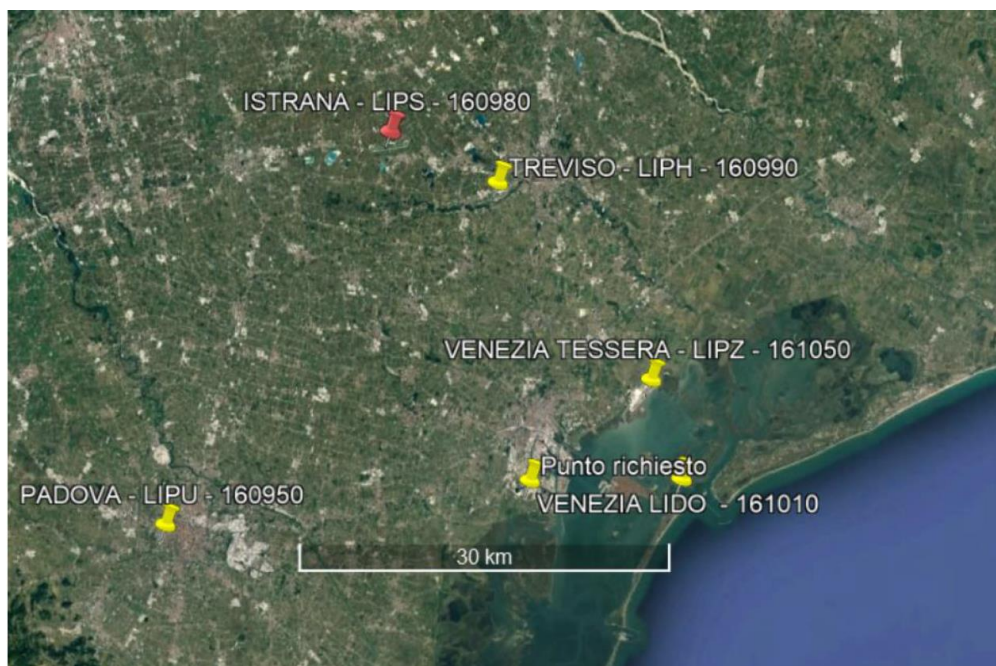 ISTRANA - LIPS - 160980
TREVISO - LIPH - 160990
VENEZIA TESSERA - LIPZ - 161050
Punto richiesto
PADOVA - LIPU - 160950
VENEZIA LIDO - 161010
30 km